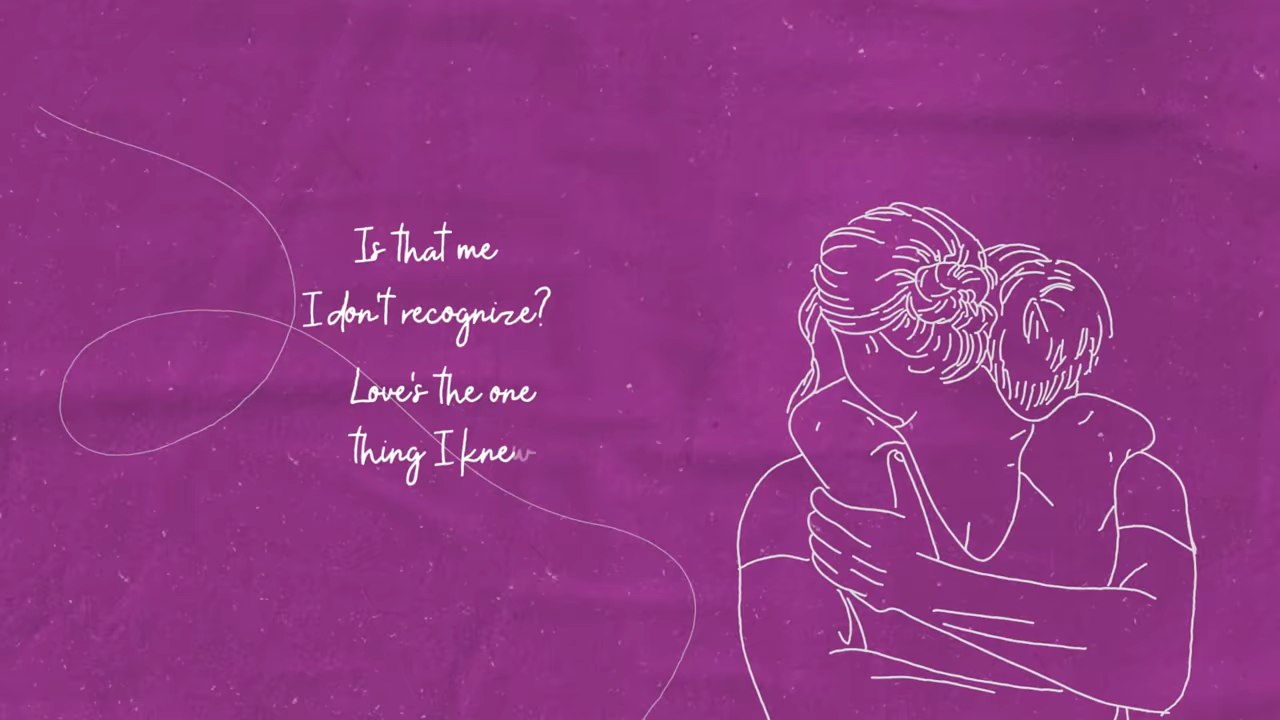 Is that me
I don't recognize?
Love's the one
thing I knew